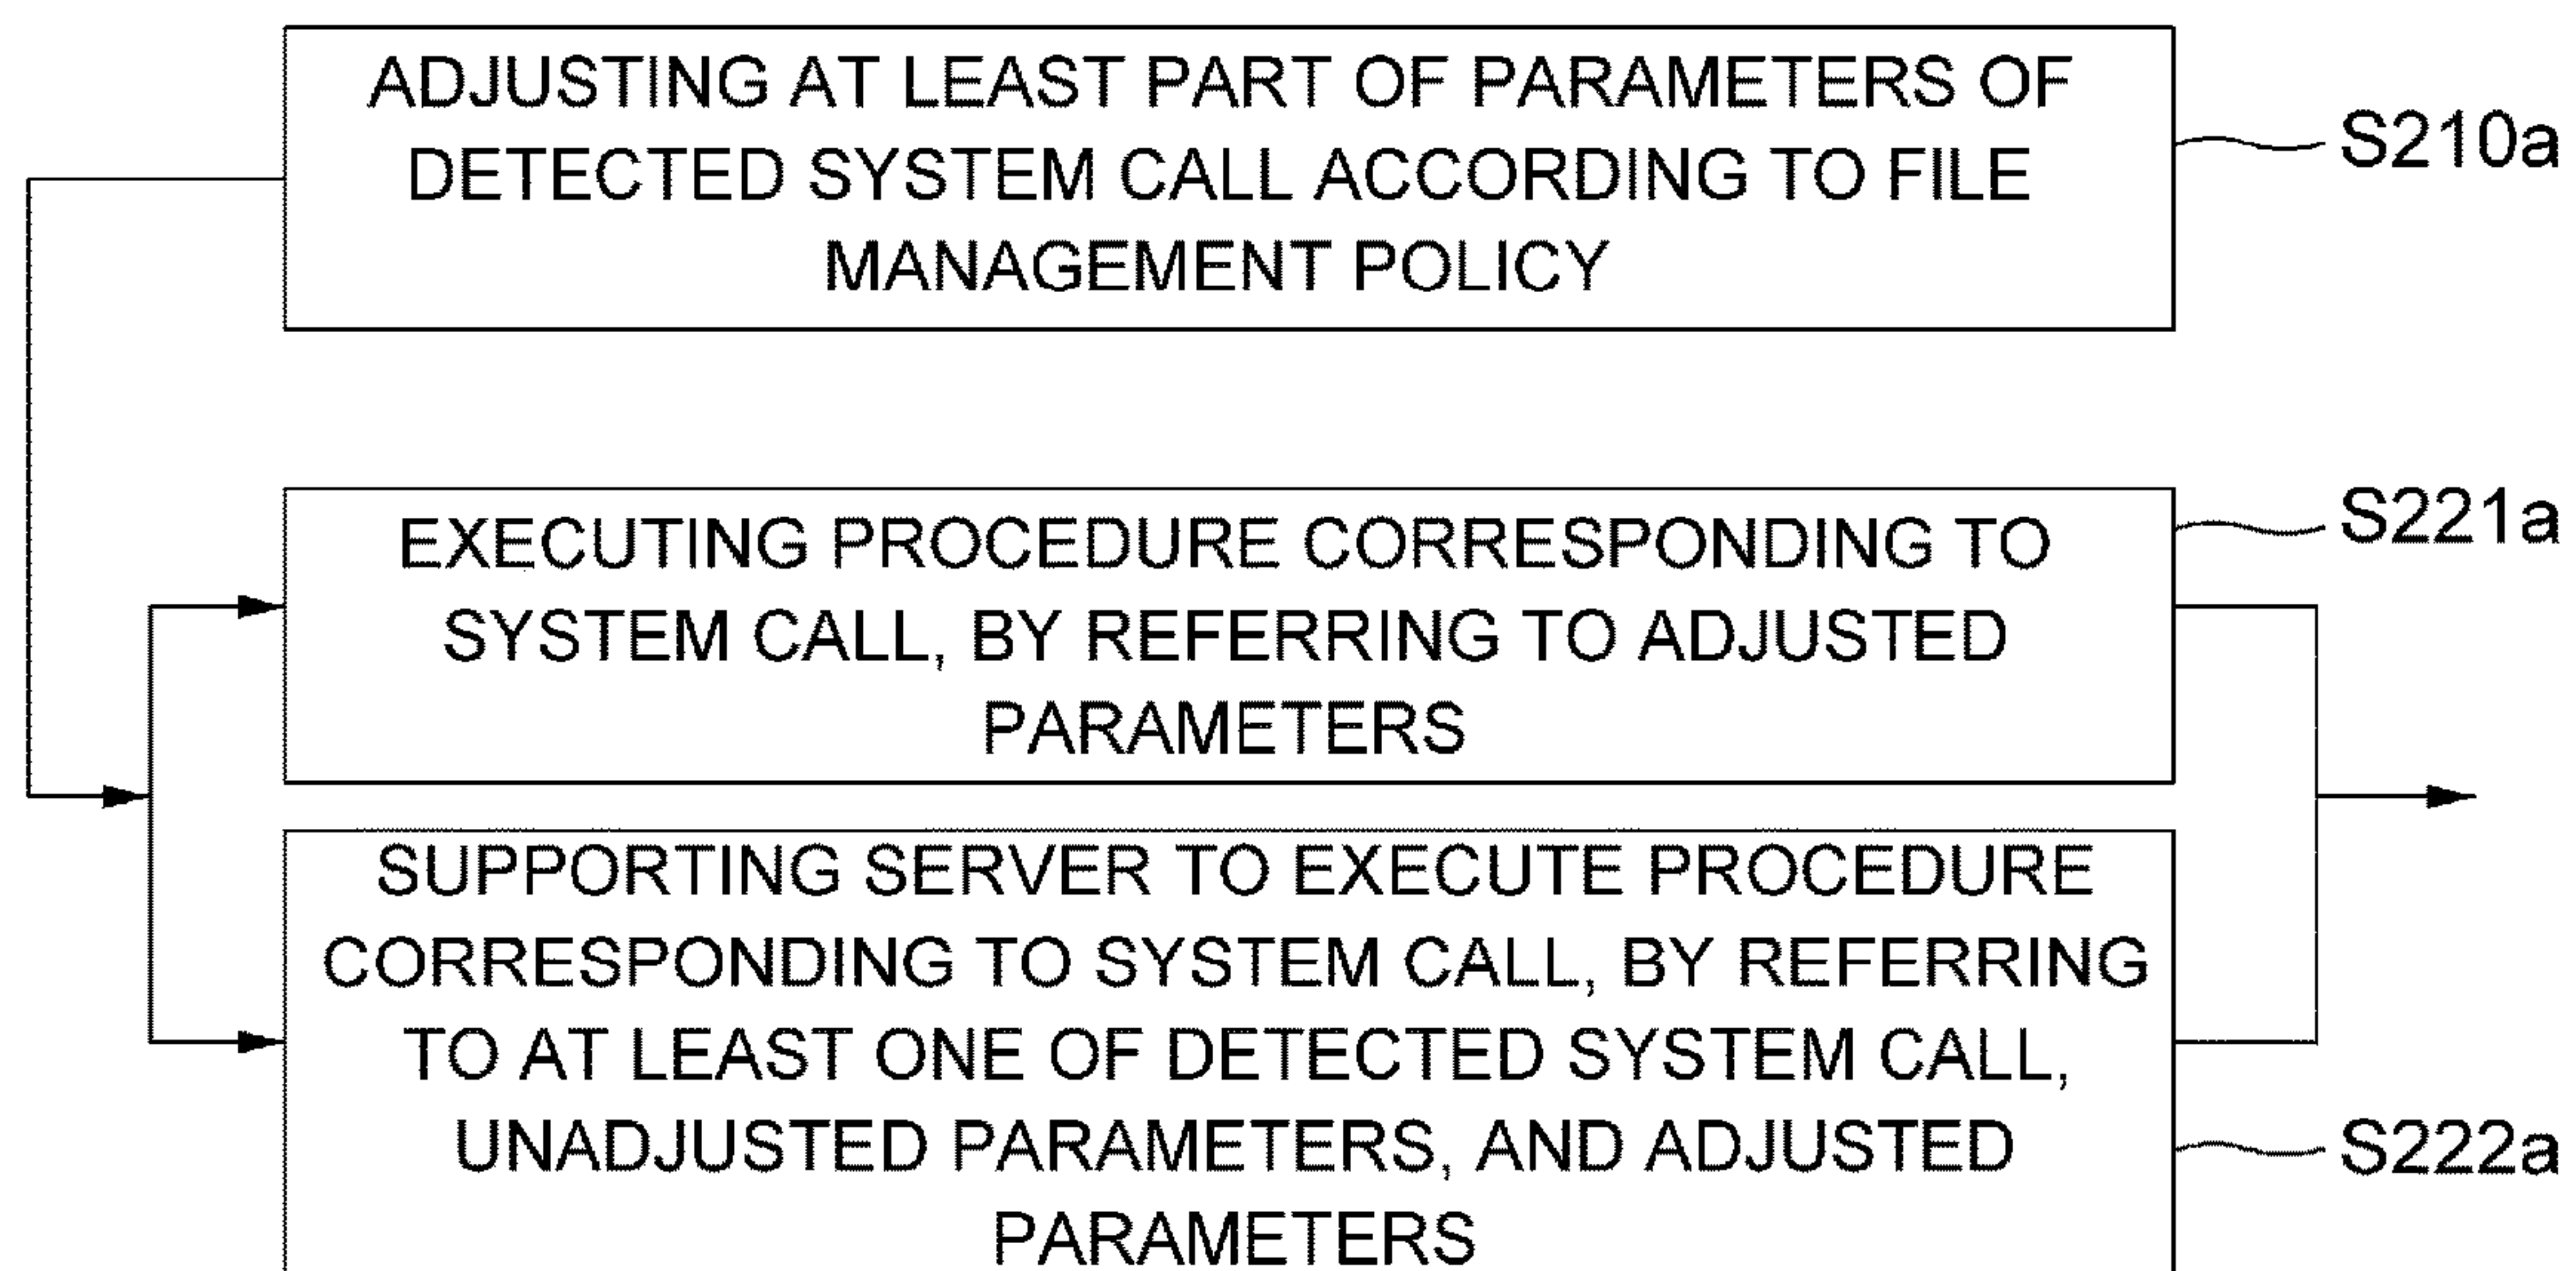 ADJUSTING AT LEAST PART OF PARAMETERS OF
DETECTED SYSTEM CALL ACCORDING TO FILE
MANAGEMENT POLICY
S210a
EXECUTING PROCEDURE CORRESPONDING TO
SYSTEM CALL, BY REFERRING TO ADJUSTED
PARAMETERS
S221a
SUPPORTING SERVER TO EXECUTE PROCEDURE
CORRESPONDING TO SYSTEM CALL, BY REFERRING
TO AT LEAST ONE OF DETECTED SYSTEM CALL,
UNADJUSTED PARAMETERS, AND ADJUSTED
PARAMETERS
S222a